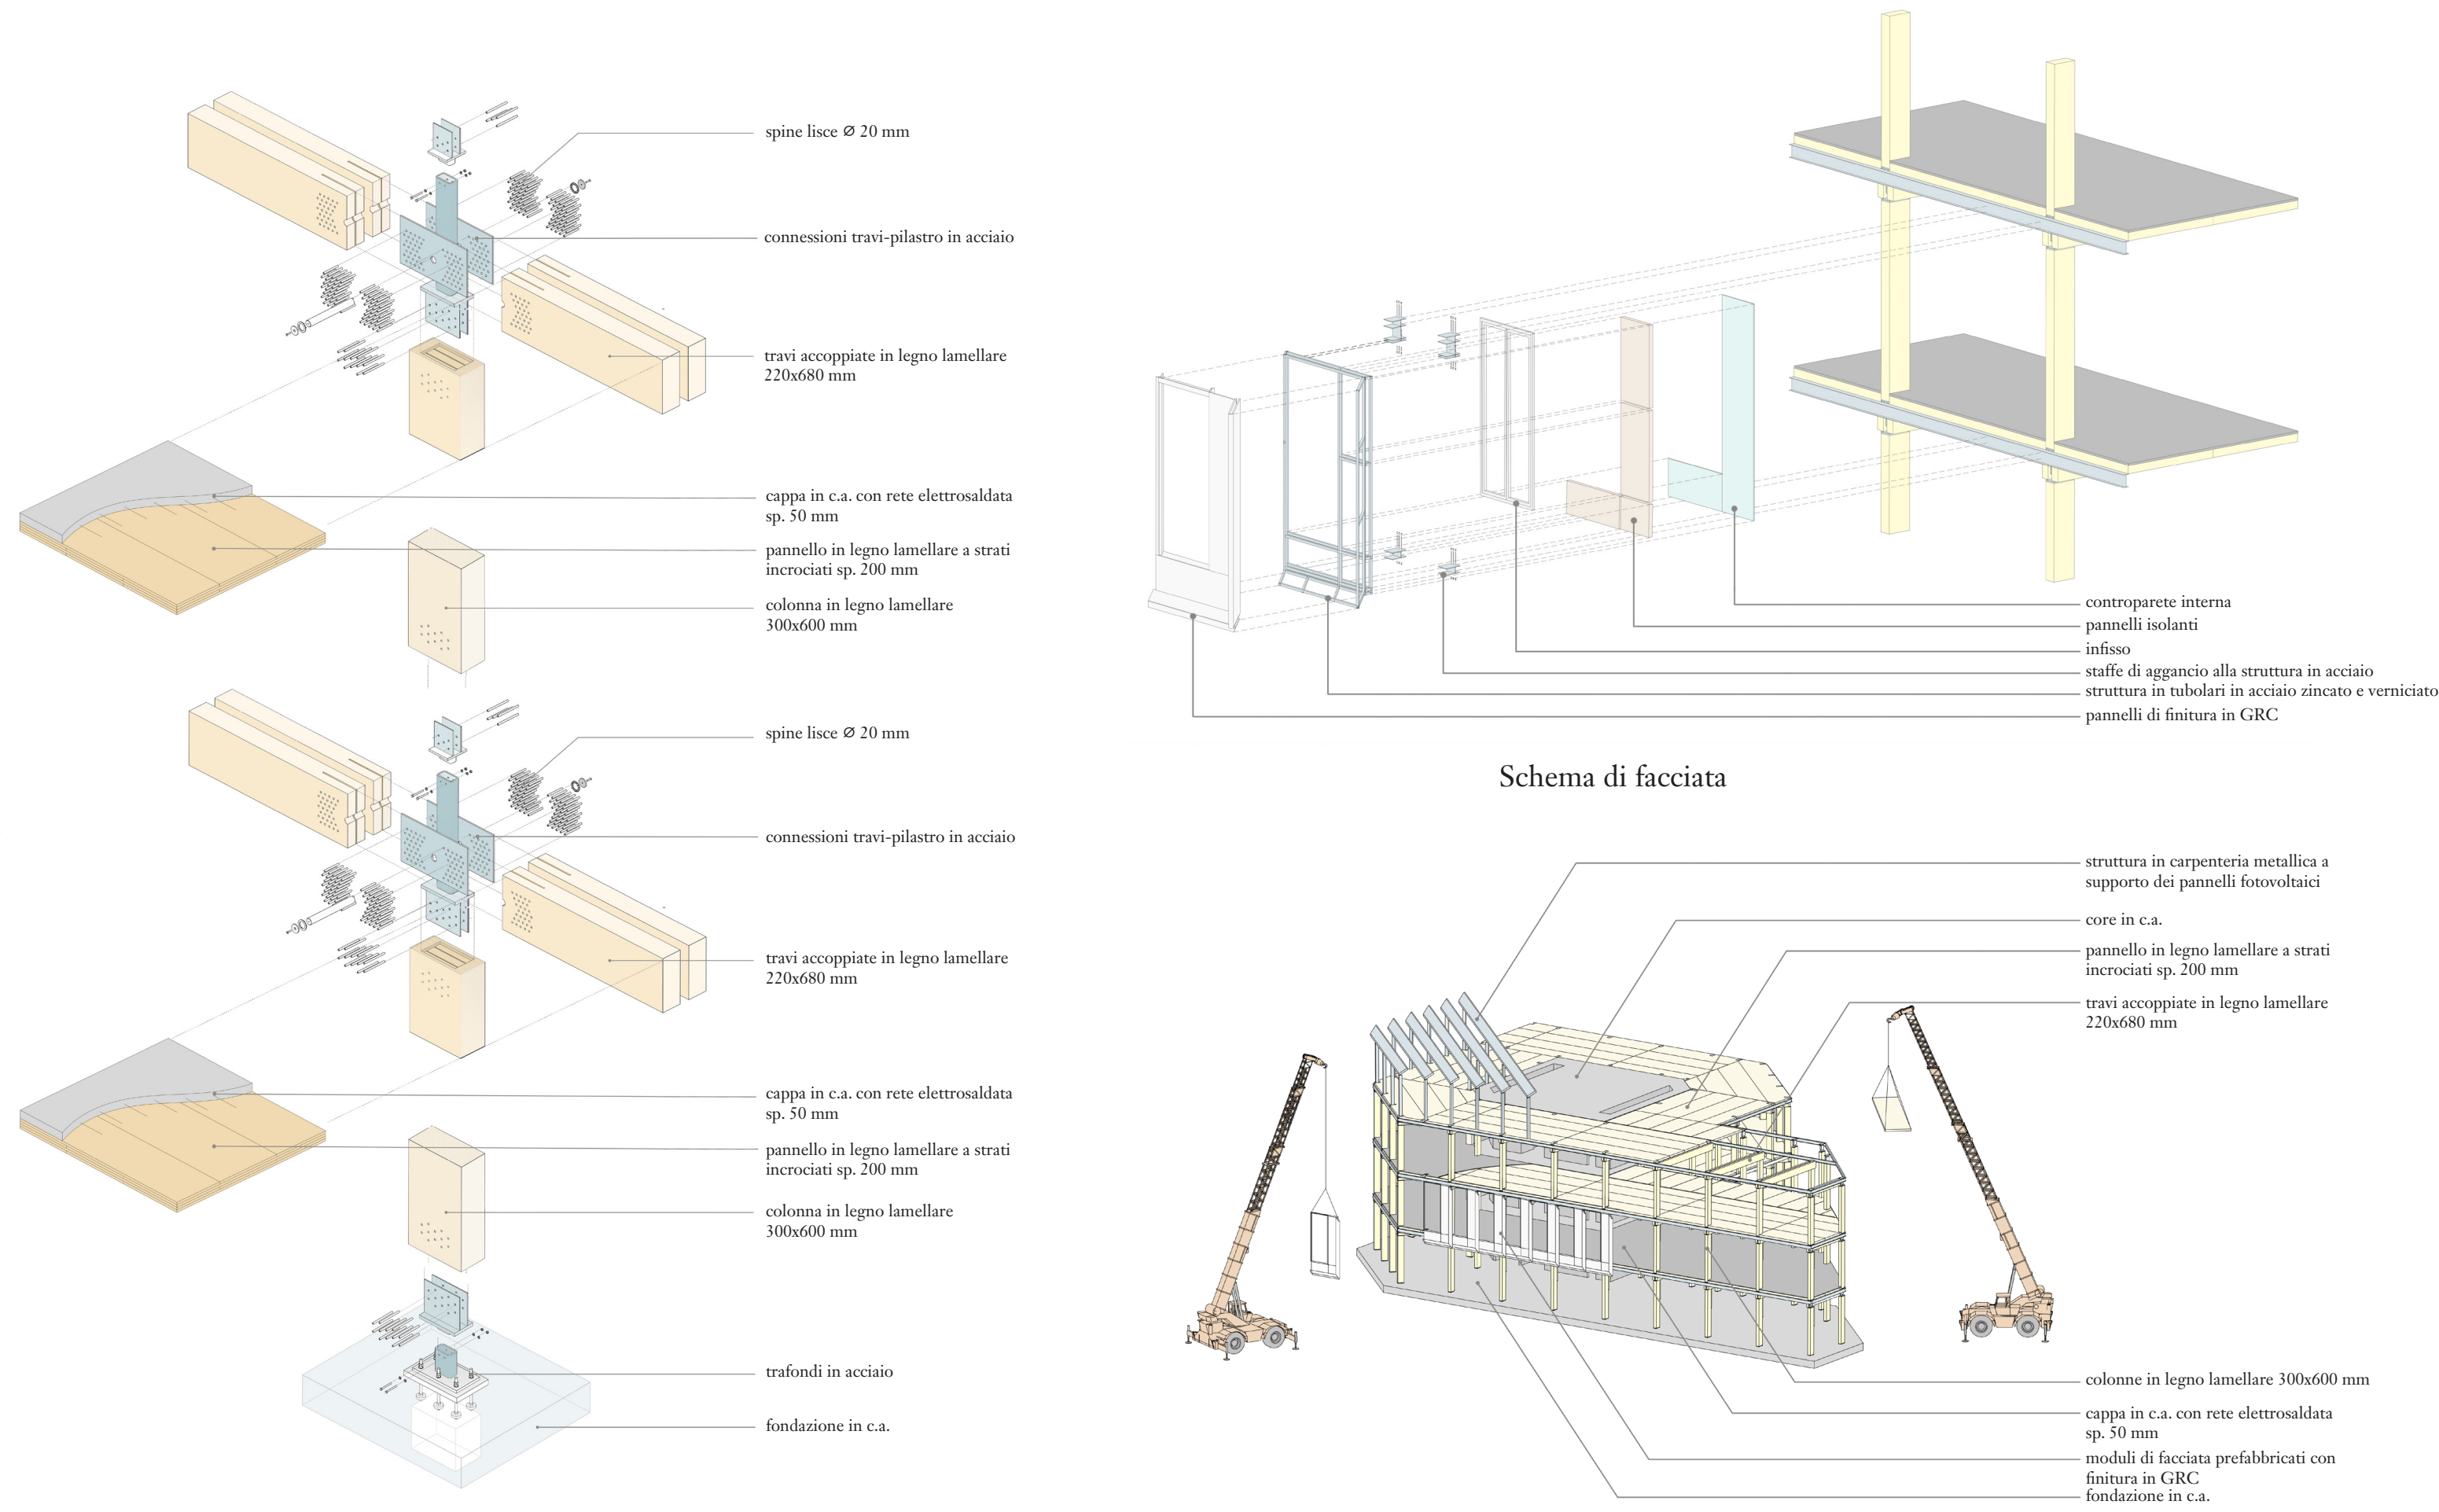 spine lisce Ø 20 mm
connessioni travi-pilastro in acciaio
travi accoppiate in legno lamellare
220x680 mm
cappa in c.a. con rete elettrosaldata
sp. 50 mm
pannello in legno lamellare a strati
incrociati sp. 200 mm
colonna in legno lamellare
300x600 mm
spine lisce Ø 20 mm
connessioni travi-pilastro in acciaio
travi accoppiate in legno lamellare
220x680 mm
cappa in c.a. con rete elettrosaldata
sp. 50 mm
pannello in legno lamellare a strati
incrociati sp. 200 mm
colonna in legno lamellare
300x600 mm
trafondi in acciaio
fondazione in c.a.
controparete interna
pannelli isolanti
infisso
staffe di aggancio alla struttura in acciaio
struttura in tubolari in acciaio zincato e verniciato
pannelli di finitura in GRC
Schema di facciata
struttura in carpenteria metallica a
supporto dei pannelli fotovoltaici
core in c.a.
pannello in legno lamellare a strati
incrociati sp. 200 mm
travi accoppiate in legno lamellare
220x680 mm
colonne in legno lamellare 300x600 mm
cappa in c.a. con rete elettrosaldata
sp. 50 mm
moduli di facciata prefabbricati con
finitura in GRC
fondazione in c.a.